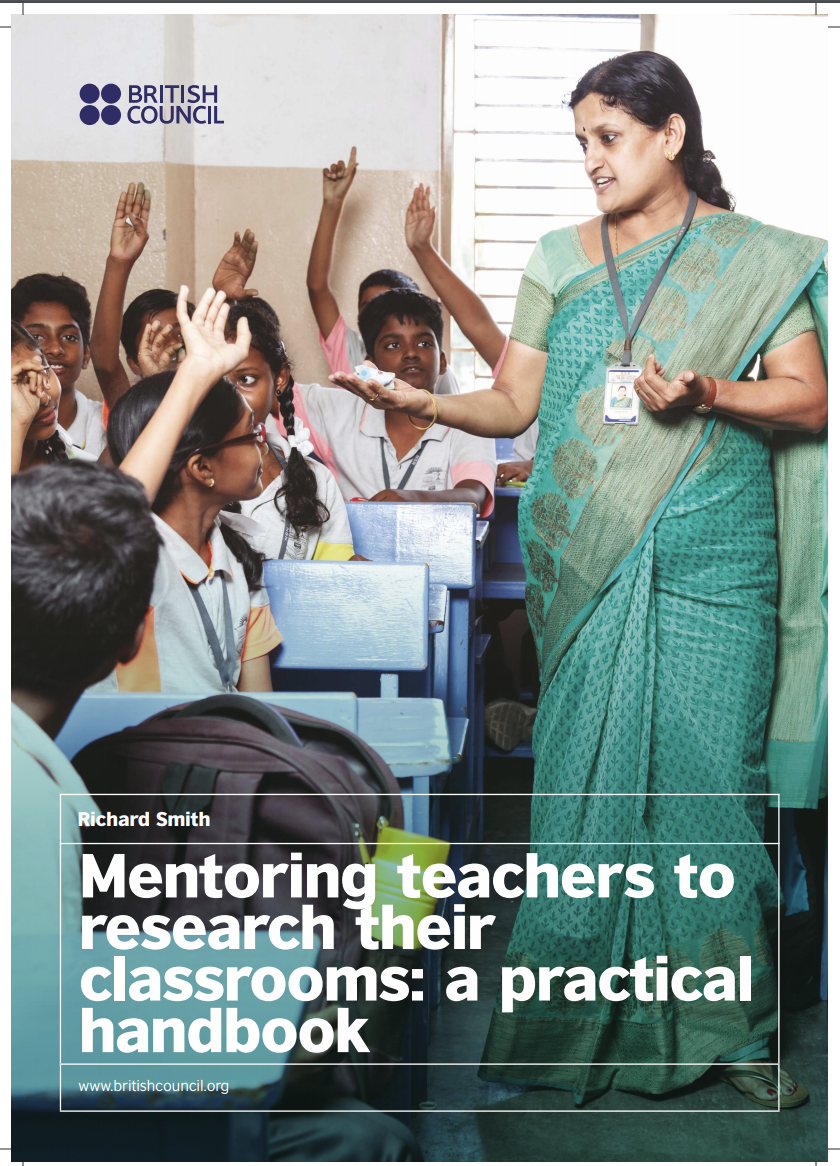 BRITISH
COUNCIL
Richard Smith
Mentoring teachers to
research their
classrooms: a practical
handbook
www.britishcouncil.org